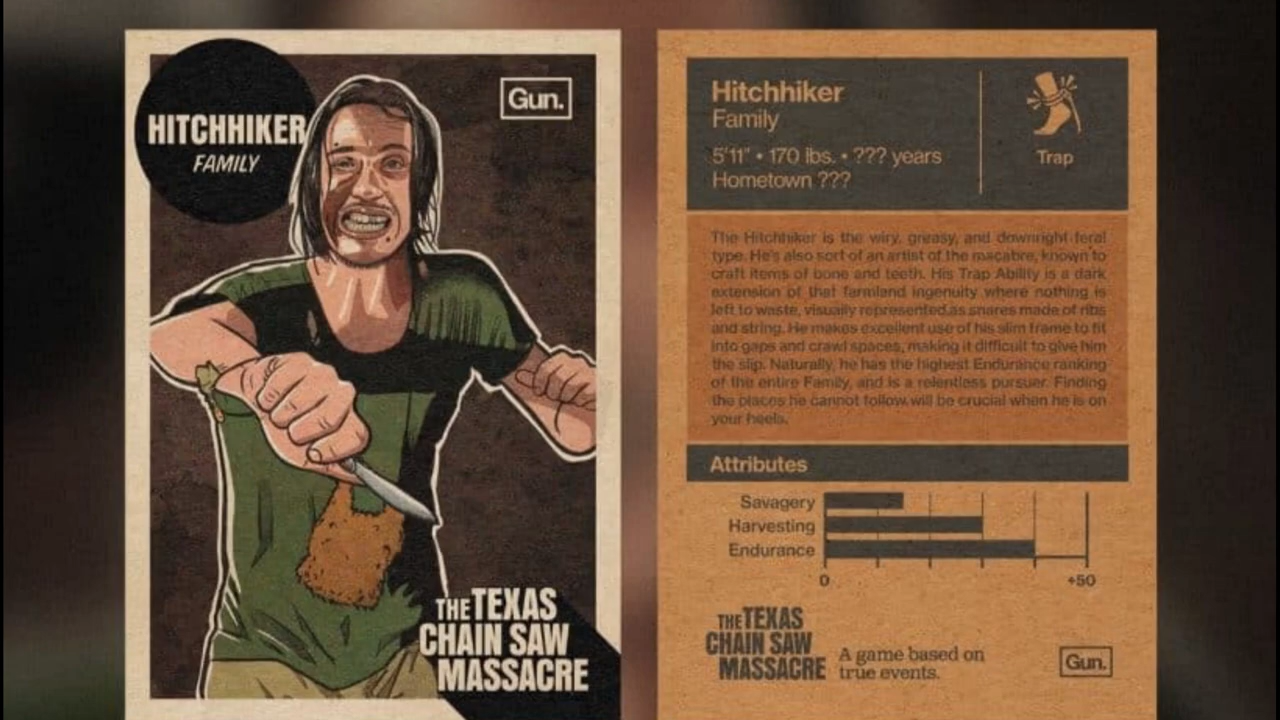 HITCHHIKER
FAMILY
Gun.
THE TEXAS
CHAIN SAW
MASSACRE
Hitchhiker
Family
5'11" • 170 lbs. • ??? years
Hometown ???
Trap
The Hitchhiker is the wiry, greasy, and downright feral
type. He's also sort of an artist of the macabre, known to
craft items of bone and teeth. His Trap Ability is a dark
extension of that farmland ingenuity where nothing is
left to waste, visually represented as snares made of ribs
and string. He makes excellent use of his slim frame to fit
into gaps and crawl spaces, making it difficult to give him
the slip. Naturally, he has the highest Endurance ranking
of the entire Family, and is a relentless pursuer. Finding
the places he cannot follow will be crucial when he is on
your heels.
Attributes
Savagery
Harvesting
Endurance
0 +50
THE TEXAS
CHAIN SAW
MASSACRE
A game based on
true events.
Gun.